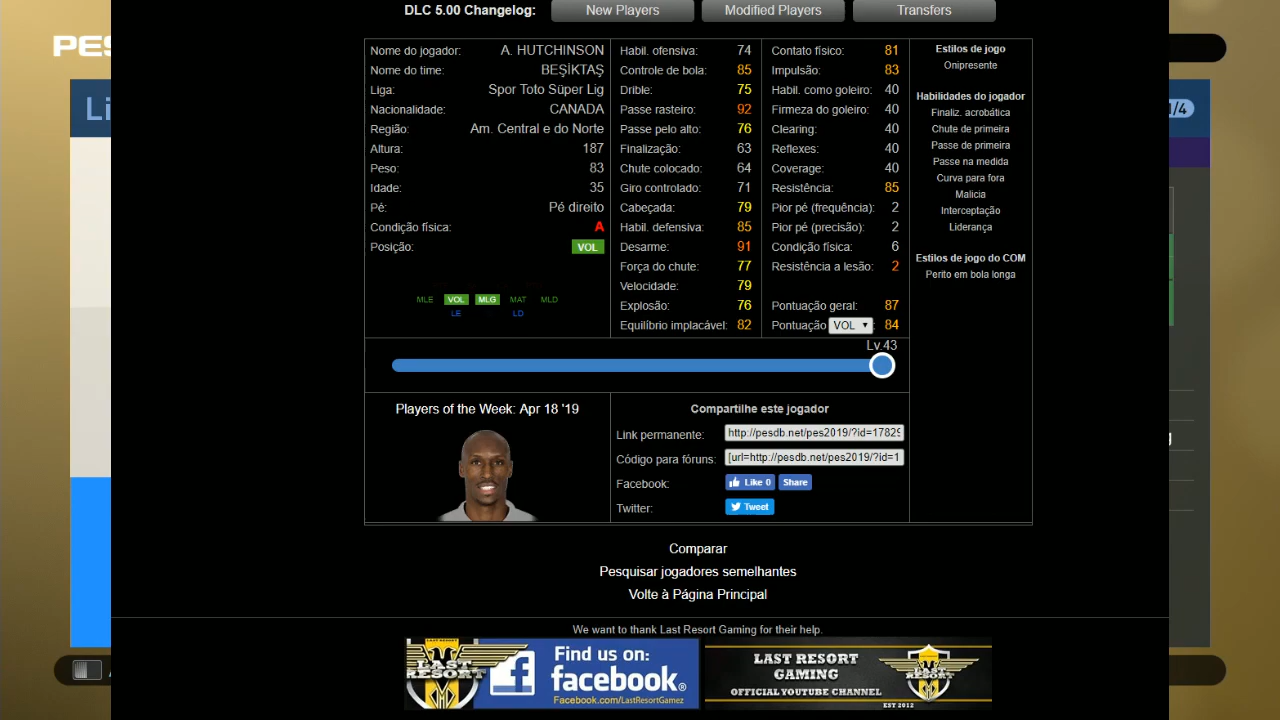 DLC 5.00 Changelog: New Players Modified Players Transfers
PES
Li
1/4
Nome do jogador: A. HUTCHINSON
Nome do time: BEŞİKTAŞ
Liga: Spor Toto Süper Lig
Nacionalidade: CANADA
Região: Am. Central e do Norte
Altura: 187
Peso: 83
Idade: 35
Pé: Pé direito
Condição física: A
Posição: VOL
MLE VOL MLG MAT MLD
LE LD
Habil. ofensiva: 74
Controle de bola: 85
Drible: 75
Passe rasteiro: 92
Passe pelo alto: 76
Finalização: 63
Chute colocado: 64
Giro controlado: 71
Cabeçada: 79
Habil. defensiva: 85
Desarme: 91
Força do chute: 77
Velocidade: 79
Explosão: 76
Equilíbrio implacável: 82
Contato físico: 81
Impulsão: 83
Habil. como goleiro: 40
Firmeza do goleiro: 40
Clearing: 40
Reflexes: 40
Coverage: 40
Resistência: 85
Pior pé (frequência): 2
Pior pé (precisão): 2
Condição física: 6
Resistência a lesão: 2
Pontuação geral: 87
Pontuação VOL ▼ : 84
Estilos de jogo
Onipresente
Habilidades do jogador
Finaliz. acrobática
Chute de primeira
Passe de primeira
Passe na medida
Curva para fora
Malicia
Interceptação
Liderança
Estilos de jogo do COM
Perito em bola longa
Lv.43
Players of the Week: Apr 18 '19
Compartilhe este jogador
Link permanente: http://pesdb.net/pes2019/?id=17829
Código para fóruns: [url=http://pesdb.net/pes2019/?id=1
Facebook: Like 0 Share
Twitter: Tweet
Comparar
Pesquisar jogadores semelhantes
Volte à Página Principal
We want to thank Last Resort Gaming for their help.
LAST RESORT
Find us on:
facebook®
Facebook.com/LastResortGamez
LAST RESORT
GAMING
OFFICIAL YOUTUBE CHANNEL
LAST RESORT
EST 2012